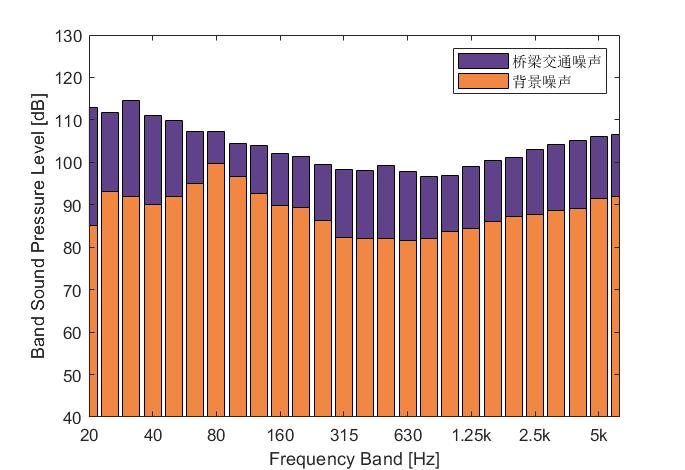 130
120
110
100
90
80
70
60
50
40
Band Sound Pressure Level [dB]
桥梁交通噪声
背景噪声
20 40 80 160 315 630 1.25k 2.5k 5k
Frequency Band [Hz]